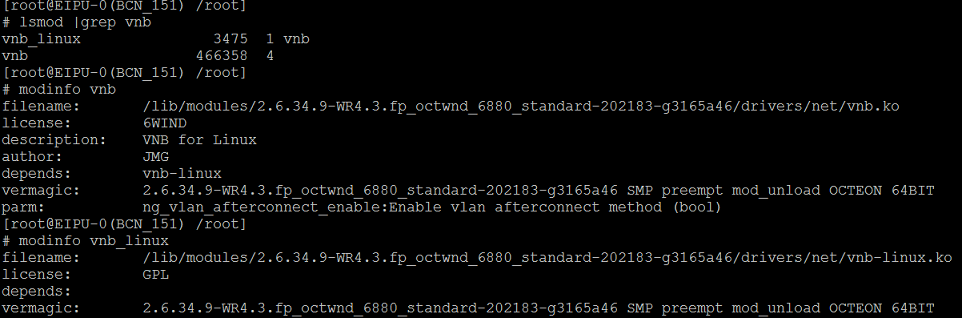 [root@EIPU-0(BCN_151) /root]
# lsmod |grep vnb
vnb_linux               3475  1 vnb
vnb                   466358  4
[root@EIPU-0(BCN_151) /root]
# modinfo vnb
filename:       /lib/modules/2.6.34.9-WR4.3.fp_octwnd_6880_standard-202183-g3165a46/drivers/net/vnb.ko
license:        6WIND
description:    VNB for Linux
author:         JMG
depends:        vnb-linux
vermagic:       2.6.34.9-WR4.3.fp_octwnd_6880_standard-202183-g3165a46 SMP preempt mod_unload OCTEON 64BIT
parm:           ng_vlan_afterconnect_enable:Enable vlan afterconnect method (bool)
[root@EIPU-0(BCN_151) /root]
# modinfo vnb_linux
filename:       /lib/modules/2.6.34.9-WR4.3.fp_octwnd_6880_standard-202183-g3165a46/drivers/net/vnb-linux.ko
license:        GPL
depends:
vermagic:       2.6.34.9-WR4.3.fp_octwnd_6880_standard-202183-g3165a46 SMP preempt mod_unload OCTEON 64BIT